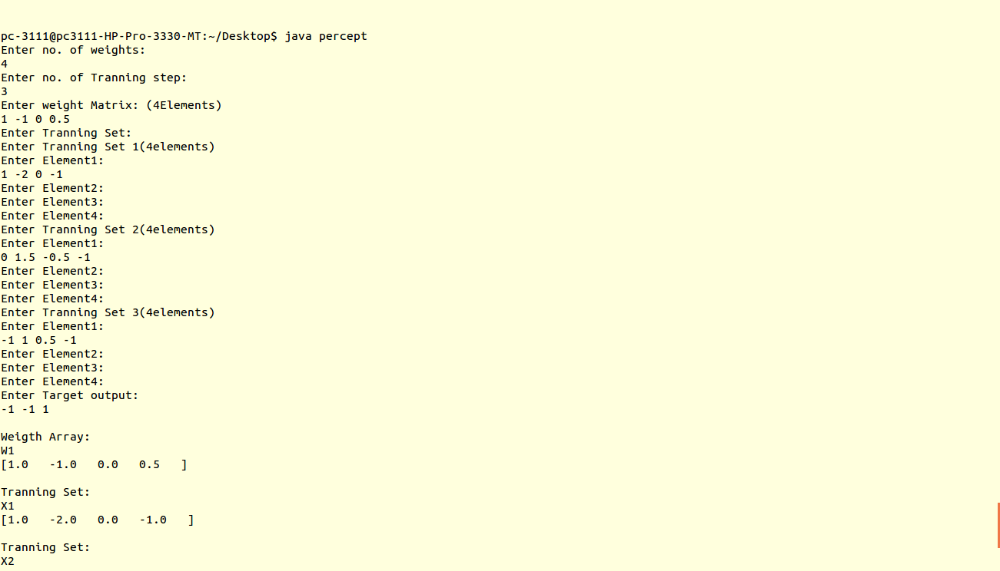 pc-3111@pc3111-HP-Pro-3330-MT:~/Desktop$ java percept
Enter no. of weights:
4
Enter no. of Tranning step:
3
Enter weight Matrix: (4Elements)
1 -1 0 0.5
Enter Tranning Set:
Enter Tranning Set 1(4elements)
Enter Element1:
1 -2 0 -1
Enter Element2:
Enter Element3:
Enter Element4:
Enter Tranning Set 2(4elements)
Enter Element1:
0 1.5 -0.5 -1
Enter Element2:
Enter Element3:
Enter Element4:
Enter Tranning Set 3(4elements)
Enter Element1:
-1 1 0.5 -1
Enter Element2:
Enter Element3:
Enter Element4:
Enter Target output:
-1 -1 1
Weigth Array:
W1
[1.0   -1.0   0.0   0.5   ]
Tranning Set:
X1
[1.0   -2.0   0.0   -1.0   ]
Tranning Set:
X2